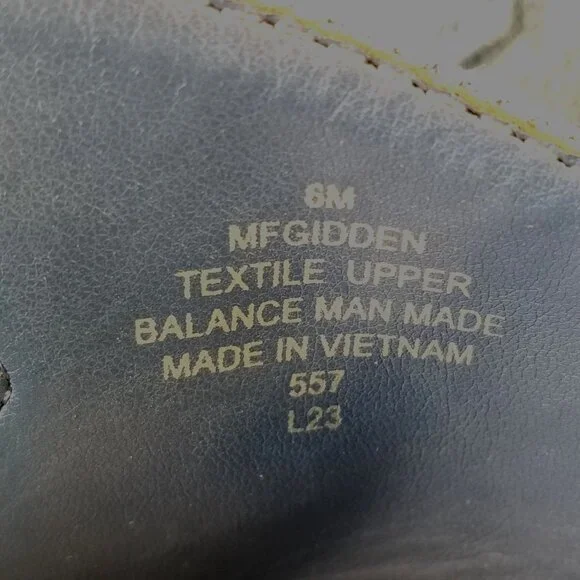 6M
MFGIDDEN
TEXTILE UPPER
BALANCE MAN MADE
MADE IN VIETNAM
557
L23